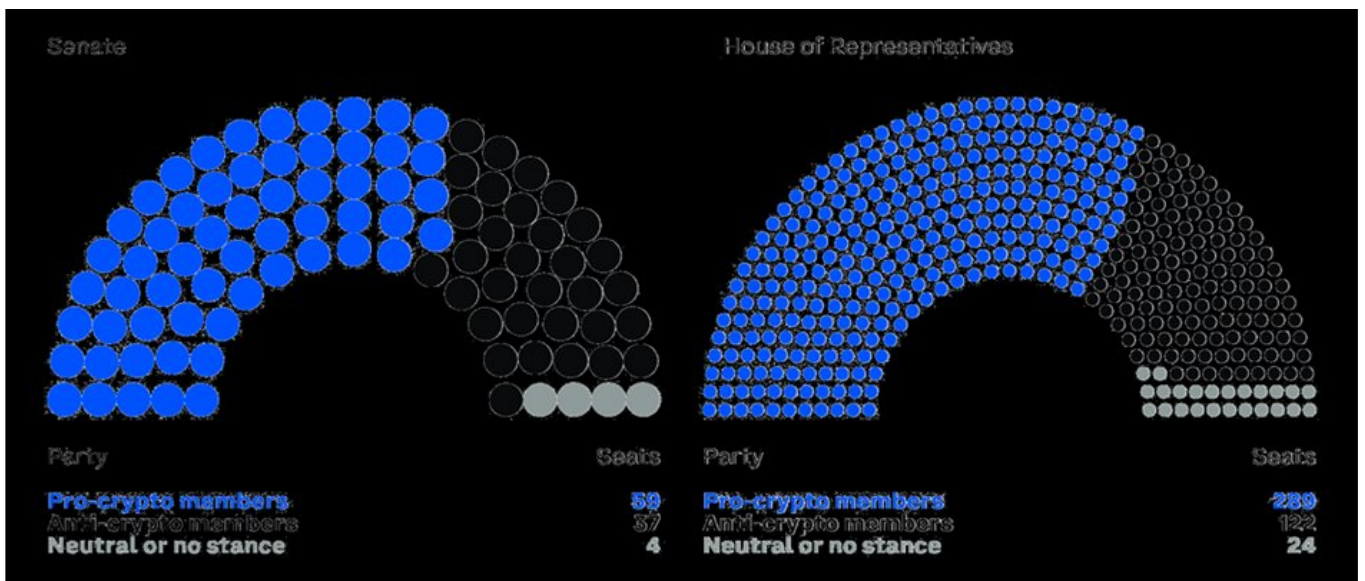 Senate
House of Representatives
Party Seats
Pro-crypto members 59
Anti-crypto members 37
Neutral or no stance 4
Party Seats
Pro-crypto members 289
Anti-crypto members 122
Neutral or no stance 24